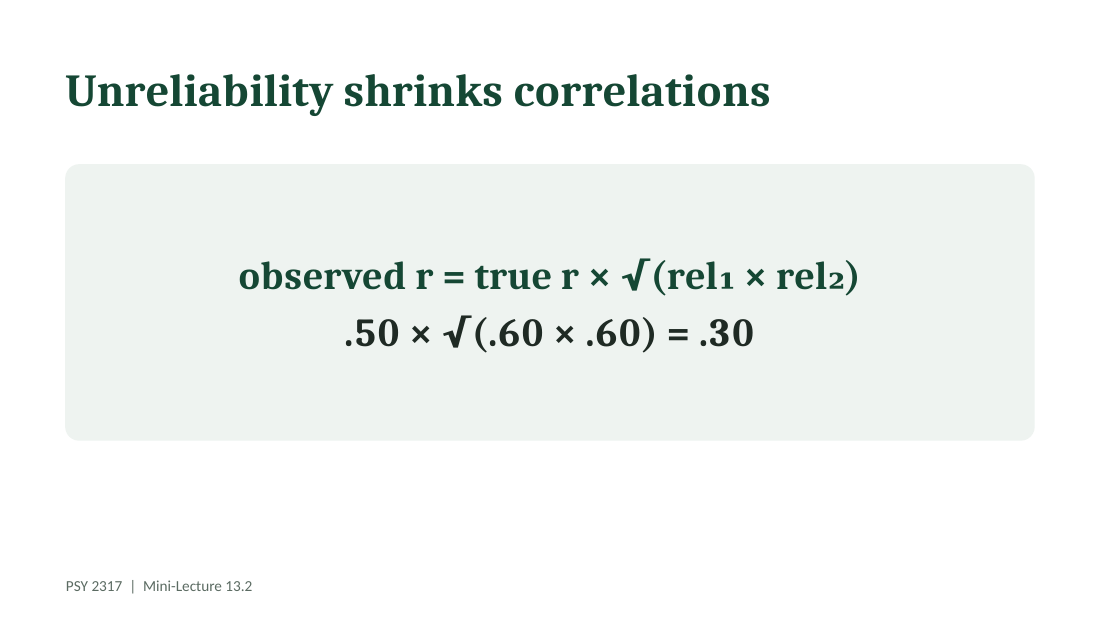 Unreliability shrinks correlations
observed r = true r × √(rel₁ × rel₂)
.50 × √(.60 × .60) = .30
PSY 2317 | Mini-Lecture 13.2